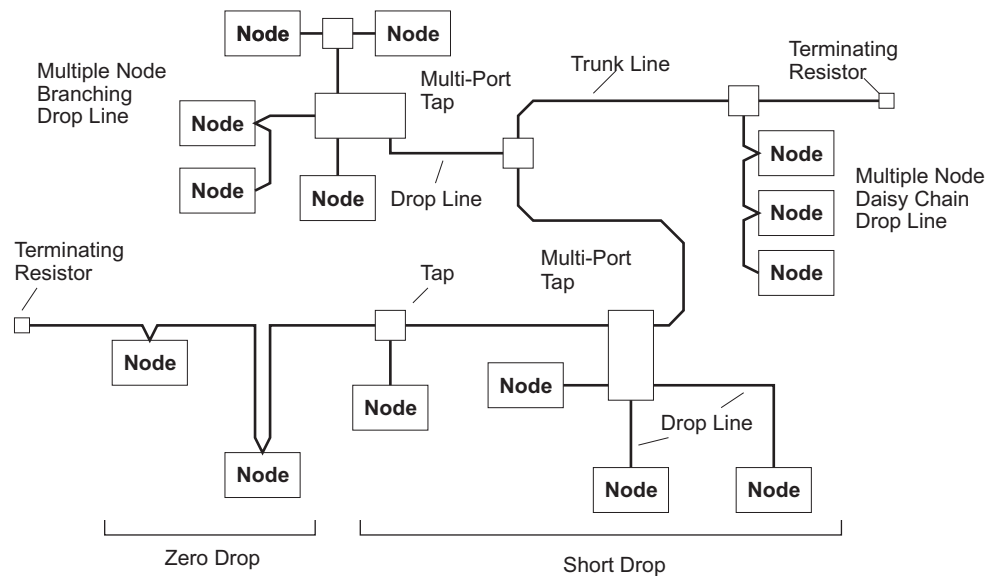 Node
Node
Multiple Node
Branching
Drop Line
Multi-Port
Tap
Trunk Line
Terminating
Resistor
Node
Node
Node
Drop Line
Node
Node
Node
Multiple Node
Daisy Chain
Drop Line
Terminating
Resistor
Tap
Multi-Port
Tap
Node
Node
Node
Node
Drop Line
Node
Node
Node
Zero Drop
Short Drop